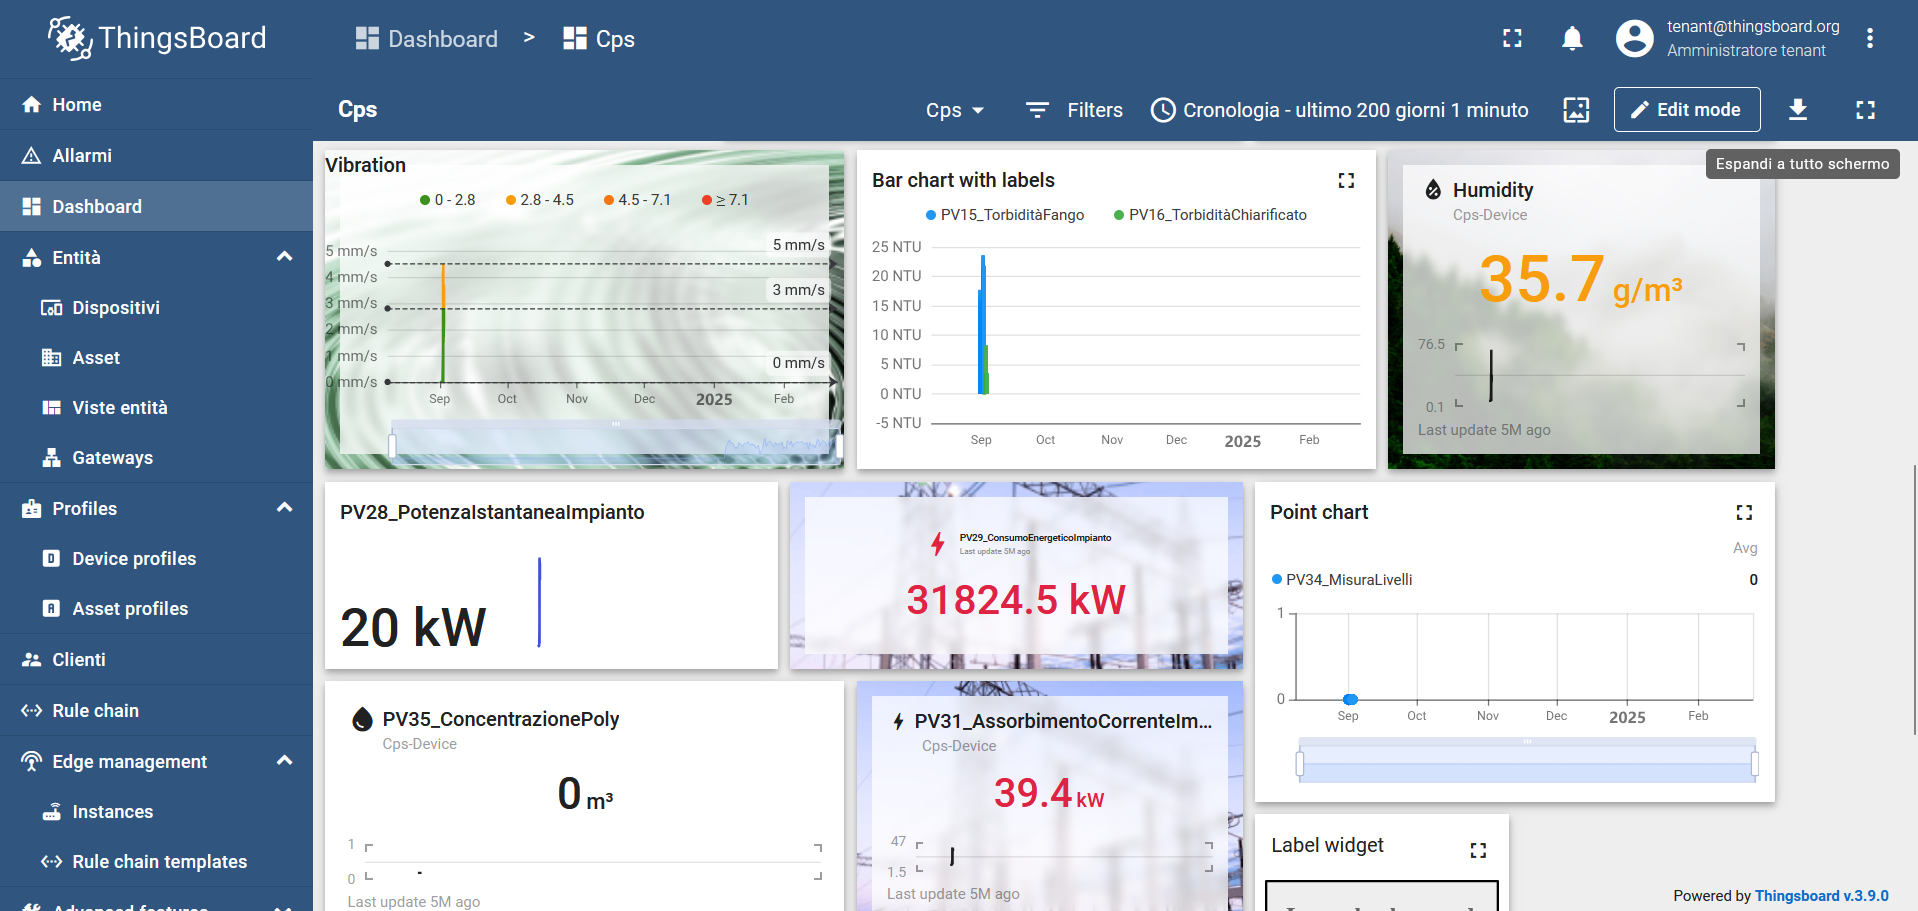 ThingsBoard
Dashboard > Cps
tenant@thingsboard.org
Amministratore tenant
Home
Allarmi
Dashboard
Entità
Dispositivi
Asset
Viste entità
Gateways
Profiles
Device profiles
Asset profiles
Clienti
Rule chain
Edge management
Instances
Rule chain templates
Advanced features
Cps
Cps
Filters
Cronologia - ultimo 200 giorni 1 minuto
Edit mode
Espandi a tutto schermo
Vibration
0 - 2.8 2.8 - 4.5 4.5 - 7.1 ≥ 7.1
5 mm/s
5 mm/s
4 mm/s
3 mm/s
3 mm/s
2 mm/s
1 mm/s
0 mm/s
0 mm/s
Sep Oct Nov Dec 2025 Feb
Bar chart with labels
PV15_TorbiditàFango PV16_TorbiditàChiarificato
25 NTU
20 NTU
15 NTU
10 NTU
5 NTU
0 NTU
-5 NTU
Sep Oct Nov Dec 2025 Feb
Humidity
Cps-Device
35.7 g/m³
76.5
0.1
Last update 5M ago
PV28_PotenzaIstantaneaImpianto
20 kW
PV29_ConsumoEnergeticoImpianto
Last update 5M ago
31824.5 kW
Point chart
Avg
PV34_MisuraLivelli 0
1
0
Sep Oct Nov Dec 2025 Feb
PV35_ConcentrazionePoly
Cps-Device
0 m³
1
0
Last update 5M ago
PV31_AssorbimentoCorrenteIm...
Cps-Device
39.4 kW
47
1.5
Last update 5M ago
Label widget
Powered by Thingsboard v.3.9.0